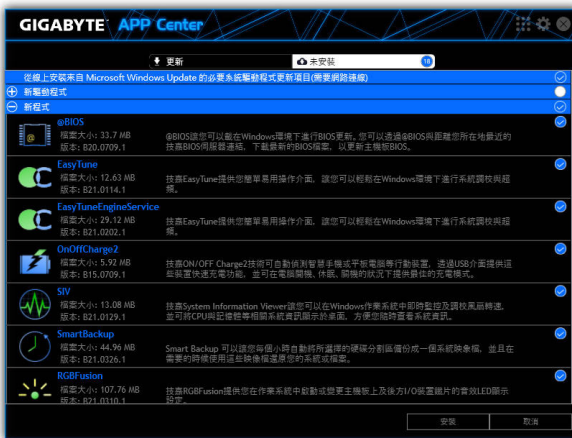 GIGABYTE APP Center
更新
未安裝 18
從線上安裝來自 Microsoft Windows Update 的必要系統驅動程式更新項目(需要網路連線)
新驅動程式
新程式
@BIOS
檔案大小: 33.7 MB
版本: B20.0709.1
@BIOS讓您可以載在Windows環境下進行BIOS更新。您可以透過@BIOS與距離您所在地最近的
技嘉BIOS伺服器連結，下載最新的BIOS檔案，以更新主機板BIOS。
EasyTune
檔案大小: 12.63 MB
版本: B21.0114.1
技嘉EasyTune提供您簡單易用操作介面，讓您可以輕鬆在Windows環境下進行系統調校與超
頻。
EasyTuneEngineService
檔案大小: 29.12 MB
版本: B21.0202.1
技嘉EasyTune提供您簡單易用操作介面，讓您可以輕鬆在Windows環境下進行系統調校與超
頻。
OnOffCharge2
檔案大小: 5.92 MB
版本: B15.0709.1
技嘉ON/OFF Charge2技術可自動偵測智慧手機或平板電腦等行動裝置，透過USB介面提供這
些裝置快速充電功能，並可在電腦開機、休眠、關機的狀況下提供最佳的充電模式。
SIV
檔案大小: 13.08 MB
版本: B21.0129.1
技嘉System Information Viewer讓您可以在Windows作業系統中即時監控及調校風扇轉速，
並可將CPU與記憶體等相關系統資訊顯示於桌面，方便您隨時查看系統資訊。
SmartBackup
檔案大小: 44.96 MB
版本: B21.0326.1
Smart Backup 可以讓您每個小時自動將所選擇的硬碟分割區備份成一個系統映象檔，並且在
需要的時候使用這些映像檔還原您的系統或檔案。
RGBFusion
檔案大小: 107.76 MB
版本: B21.0310.1
技嘉RGBFusion提供您在作業系統中啟動或變更主機板上及後方I/O裝置鐵片的音效LED顯示
設定。
安裝
取消